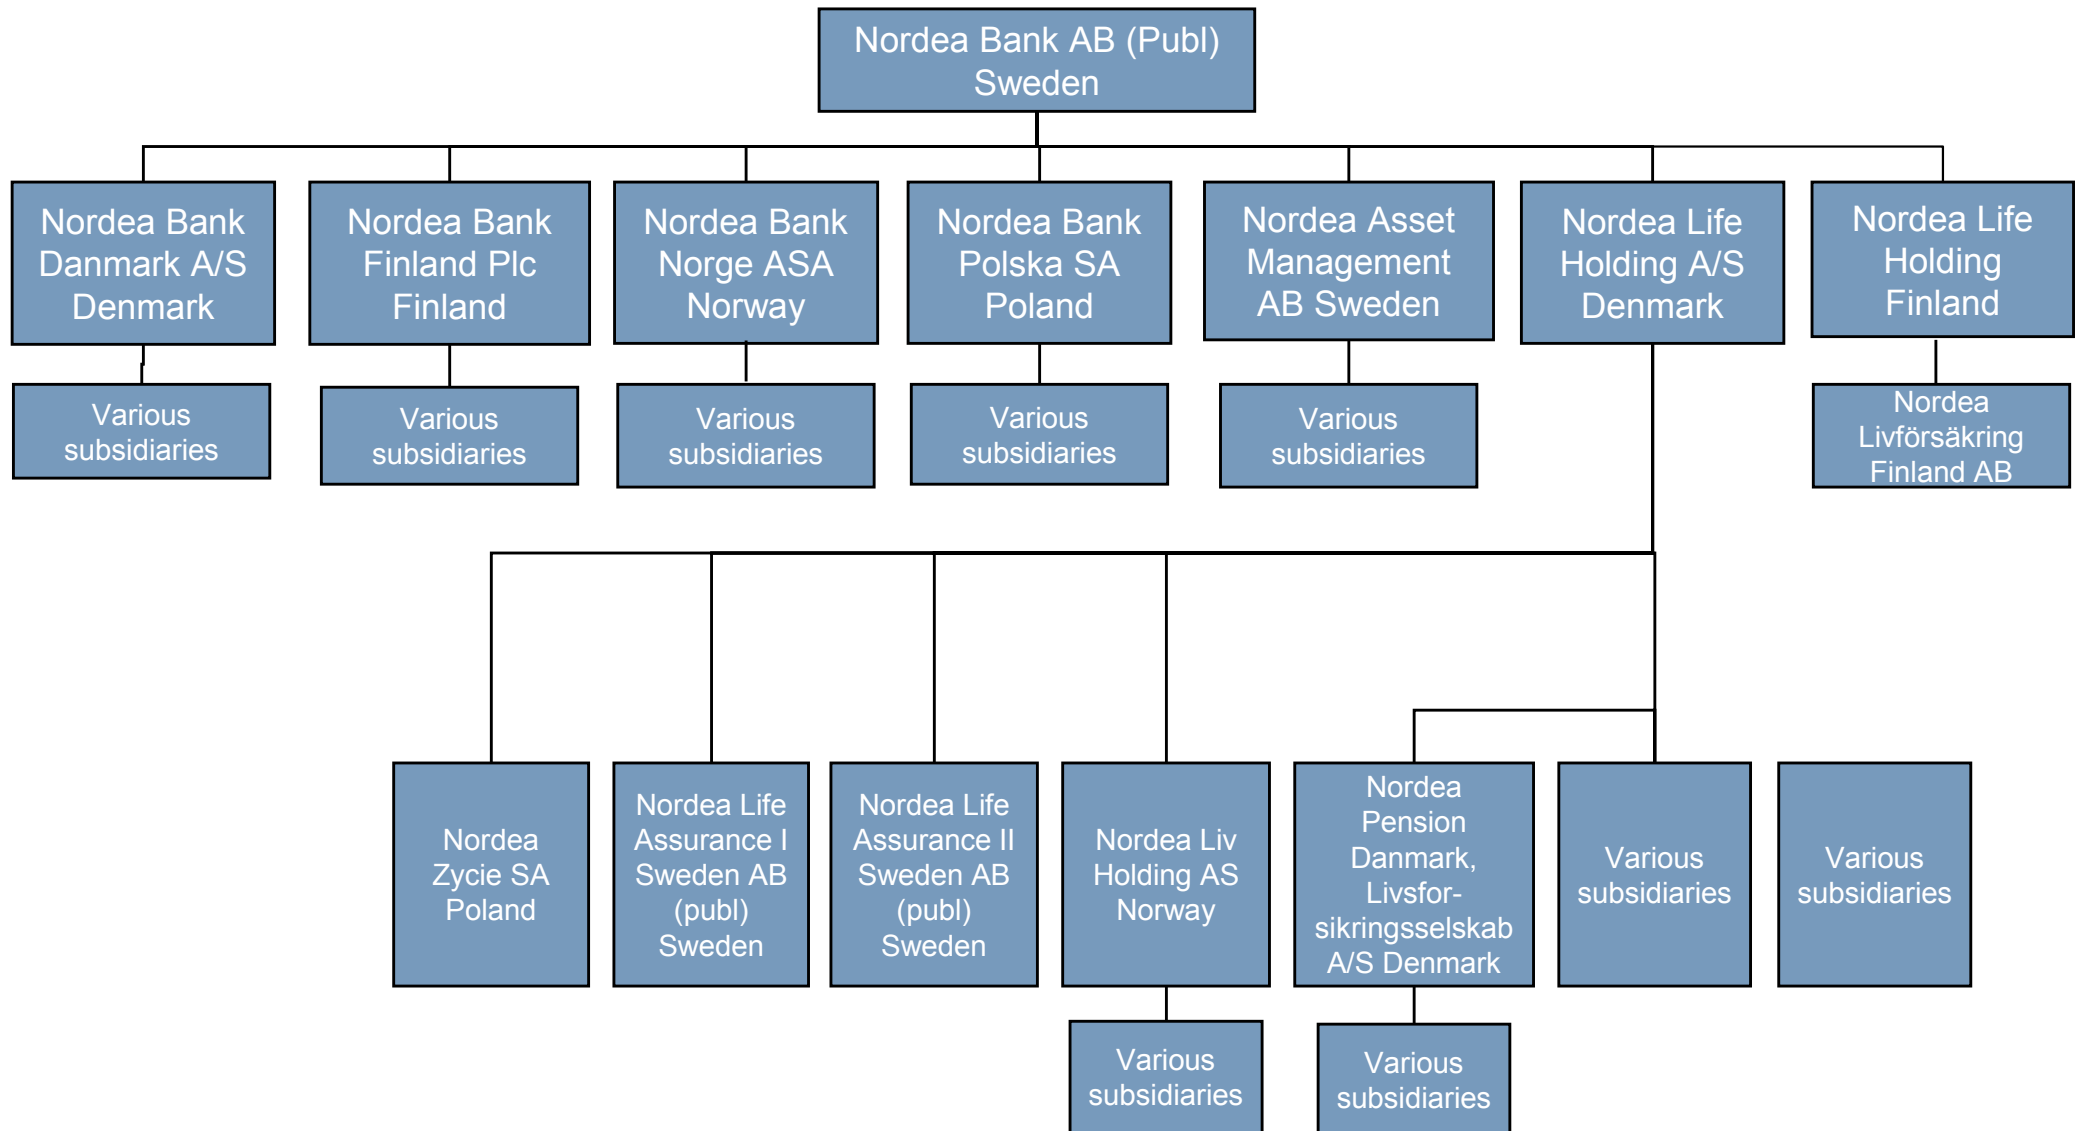 Nordea Bank AB (Publ)
Sweden
Nordea Bank
Danmark A/S
Denmark
Nordea Bank
Finland Plc
Finland
Nordea Bank
Norge ASA
Norway
Nordea Bank
Polska SA
Poland
Nordea Asset
Management
AB Sweden
Nordea Life
Holding A/S
Denmark
Nordea Life
Holding
Finland
Various
subsidiaries
Various
subsidiaries
Various
subsidiaries
Various
subsidiaries
Various
subsidiaries
Nordea
Livförsäkring
Finland AB
Nordea
Zycie SA
Poland
Nordea Life
Assurance I
Sweden AB
(publ)
Sweden
Nordea Life
Assurance II
Sweden AB
(publ)
Sweden
Nordea Liv
Holding AS
Norway
Nordea
Pension
Danmark,
Livsfor-
sikringsselskab
A/S Denmark
Various
subsidiaries
Various
subsidiaries
Various
subsidiaries
Various
subsidiaries